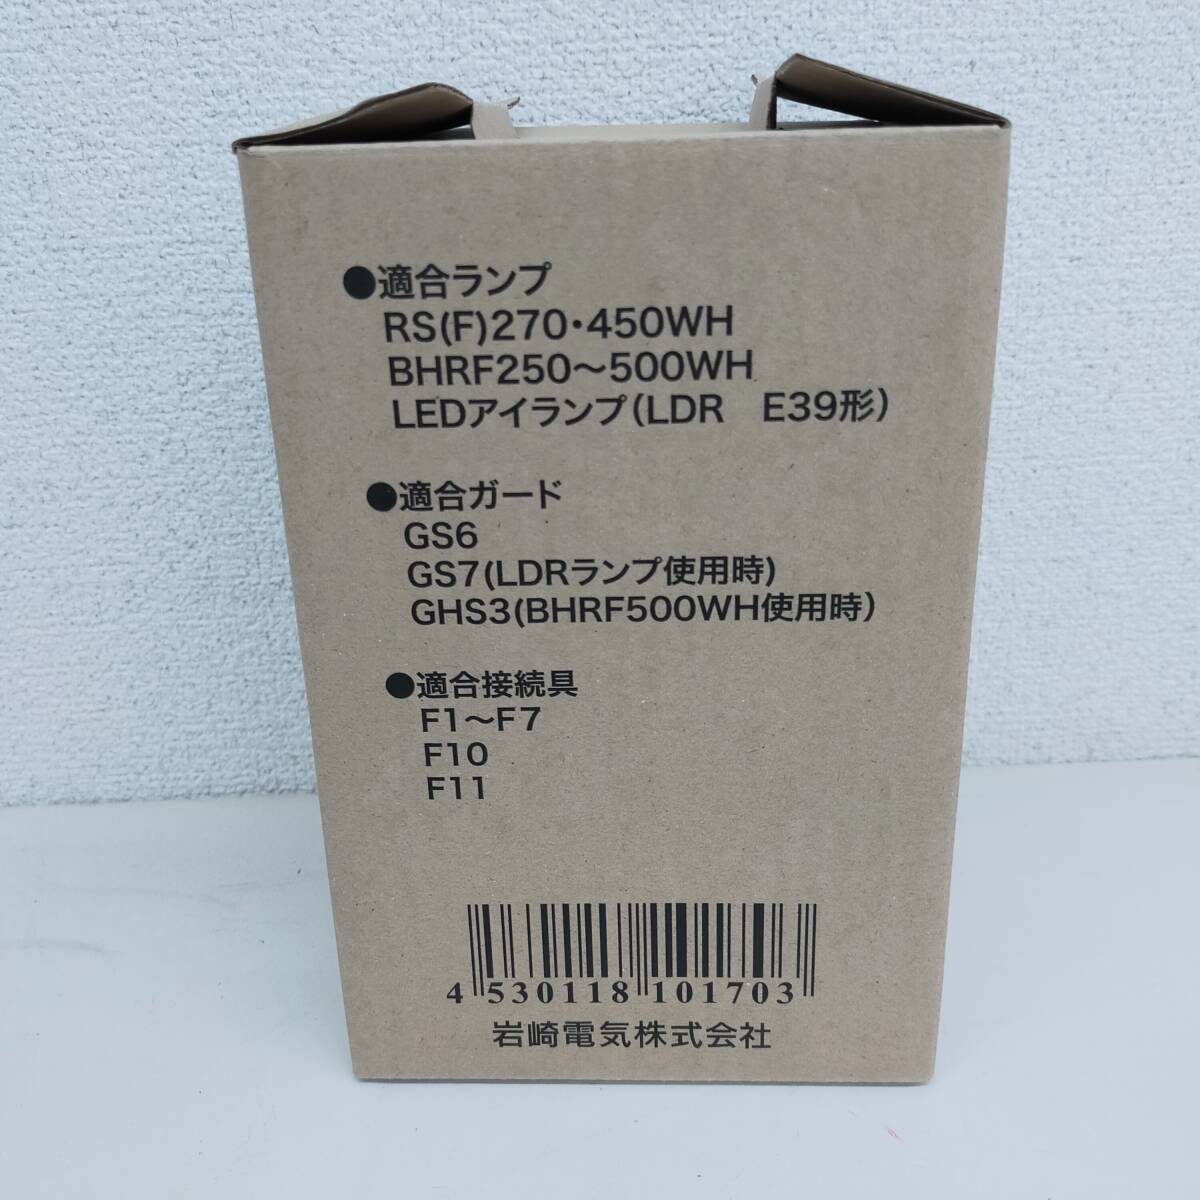 ●適合ランプ
RS(F)270・450WH
BHRF250～500WH
LEDアイランプ(LDR　E39形)
●適合ガード
GS6
GS7(LDRランプ使用時)
GHS3(BHRF500WH使用時)
●適合接続具
F1～F7
F10
F11
4 530118 101703
岩崎電気株式会社